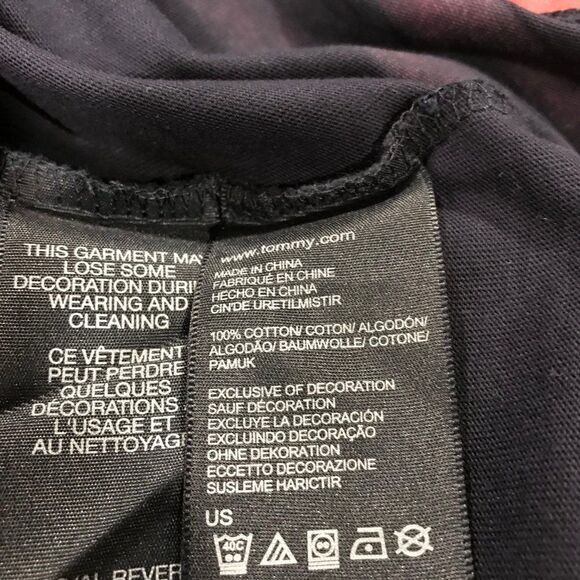 THIS GARMENT MAY
LOSE SOME
DECORATION
WEARING AND
CLEANING
CE VÊTEMENT
PEUT PERDRE
QUELQUES
DÉCORATIONS
L'USAGE ET
AU NETTOYAGE
REVER
www.tommy.com
MADE IN CHINA
FABRIQUÉ EN CHINE
HECHO EN CHINA
CIN'DE URETILMISTIR
100% COTTON/ COTON/ ALGODÓN/
ALGODÃO/ BAUMWOLLE/ COTONE/
PAMUK
EXCLUSIVE OF DECORATION
SAUF DÉCORATION
EXCLUYE LA DECORACIÓN
EXCLUINDO DECORAÇÃO
OHNE DEKORATION
ECCETTO DECORAZIONE
SUSLEME HARICTIR
US
40C